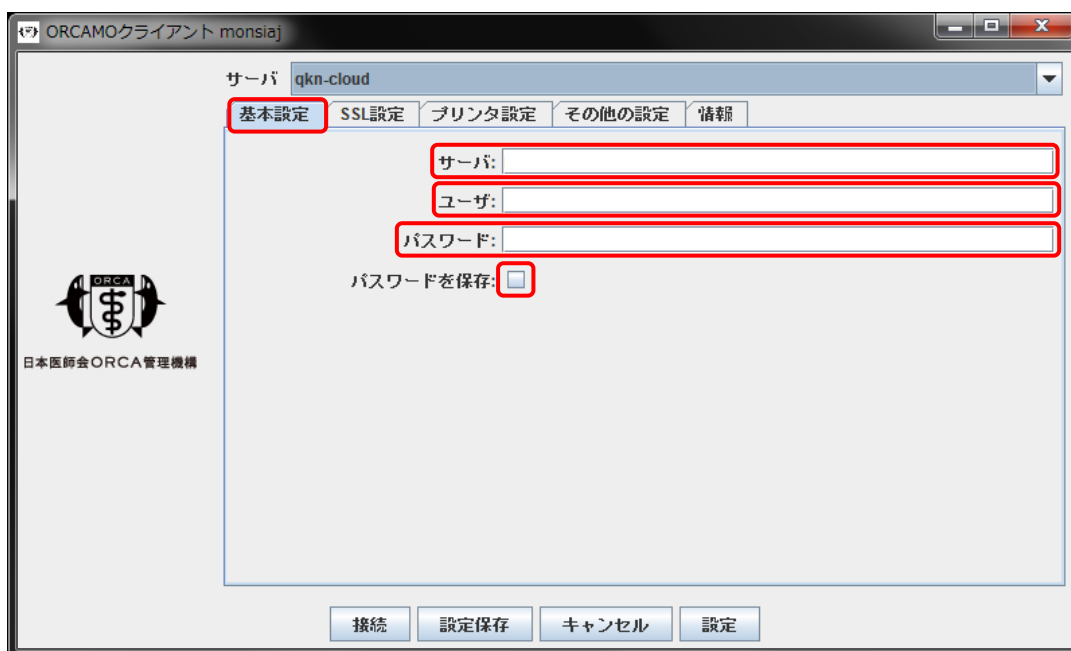 ORCAMOクライアント monsiaj
サーバ qkn-cloud
基本設定 SSL設定 プリンタ設定 その他の設定 情報
サーバ:
ユーザ:
パスワード:
パスワードを保存:
ORCA
日本医師会ORCA管理機構
接続 設定保存 キャンセル 設定